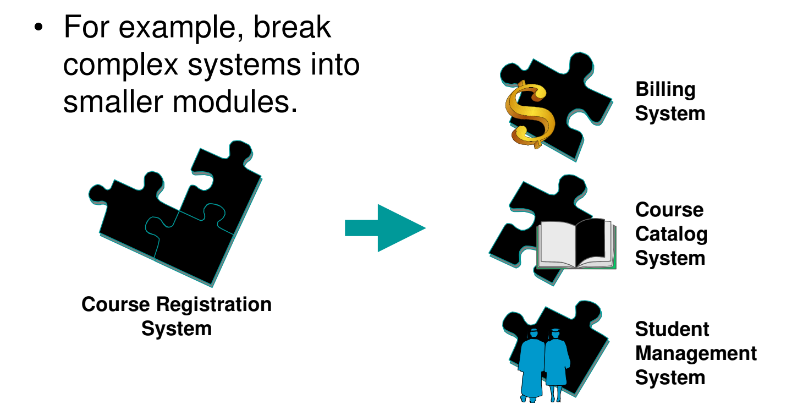 • For example, break
complex systems into
smaller modules.
Billing
System
Course
Catalog
System
Course Registration
System
Student
Management
System